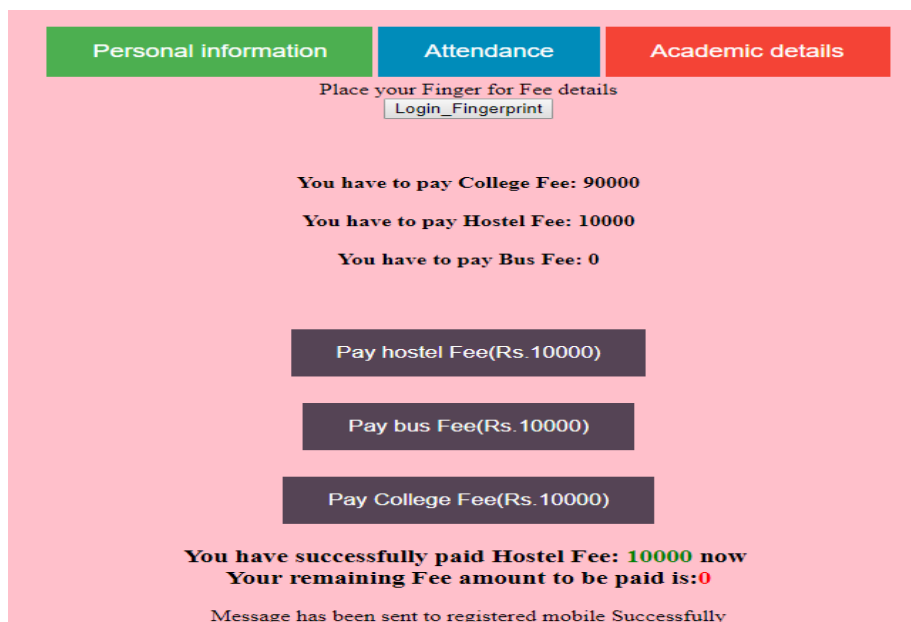 Personal information Attendance Academic details
Place your Finger for Fee details
Login_Fingerprint
You have to pay College Fee: 90000
You have to pay Hostel Fee: 10000
You have to pay Bus Fee: 0
Pay hostel Fee(Rs.10000)
Pay bus Fee(Rs.10000)
Pay College Fee(Rs.10000)
You have successfully paid Hostel Fee: 10000 now
Your remaining Fee amount to be paid is:0
Message has been sent to registered mobile Successfully